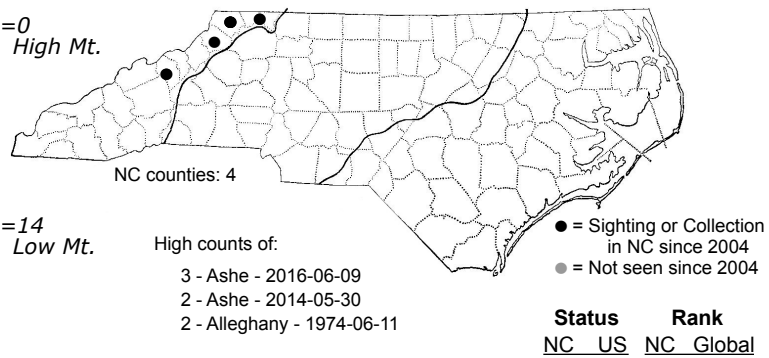 =0
High Mt.
NC counties: 4
=14
Low Mt.
High counts of:
3 - Ashe - 2016-06-09
2 - Ashe - 2014-05-30
2 - Alleghany - 1974-06-11
● = Sighting or Collection
in NC since 2004
● = Not seen since 2004
Status Rank
NC US NC Global